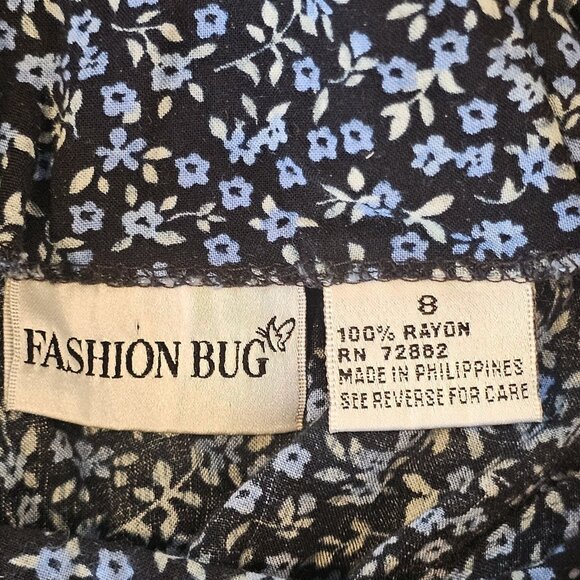 FASHION BUG
8
100% RAYON
RN 72882
MADE IN PHILIPPINES
SEE REVERSE FOR CARE